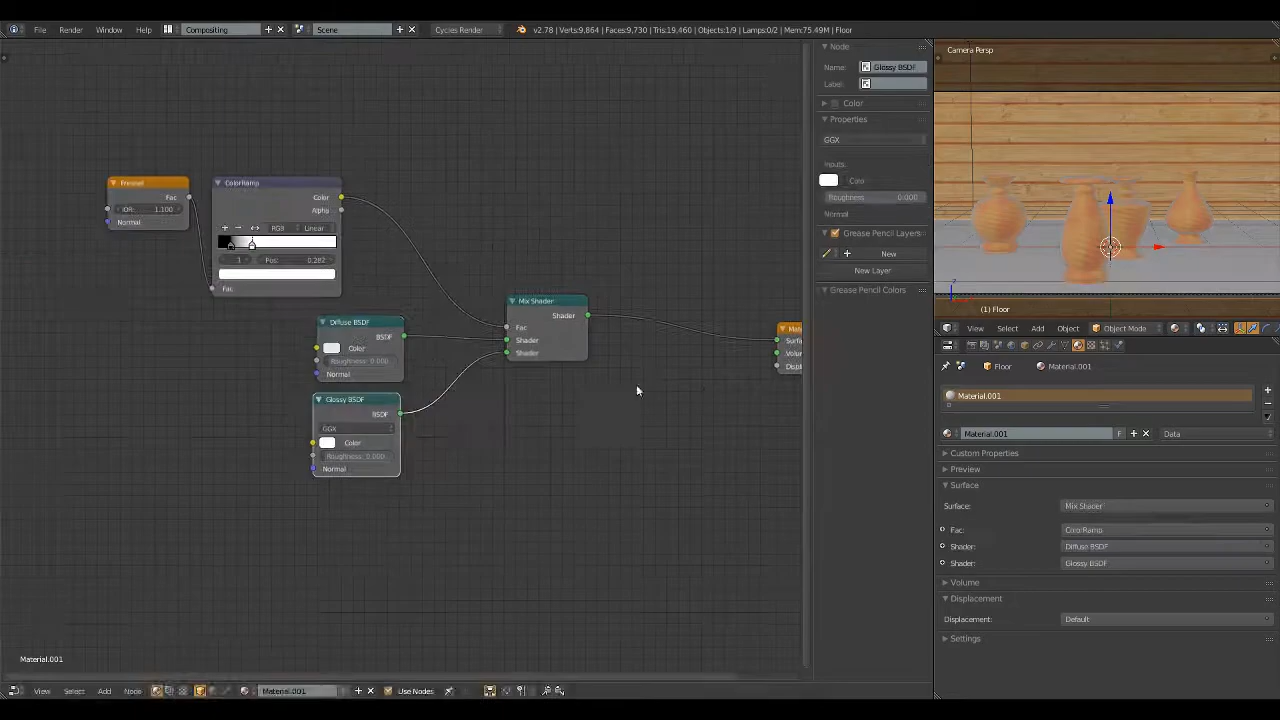 File Render Window Help Compositing Scene Cycles Render v2.78 | Verts:9,864 | Faces:9,730 | Tris:19,460 | Objects:1/9 | Lamps:0/2 | Mem:75.49M | Floor
Node
Name: Glossy BSDF
Label:
Color
Properties
GGX
Inputs:
Colo
Roughness 0.000
Normal
Grease Pencil Layers
New
New Layer
Grease Pencil Colors
Fresnel
Fac
IOR: 1.100
Normal
ColorRamp
Color
Alpha
RGB Linear
1 Pos: 0.282
Fac
Diffuse BSDF
BSDF
Color
Roughness: 0.000
Normal
Glossy BSDF
BSDF
GGX
Color
Roughness: 0.000
Normal
Mix Shader
Shader
Fac
Shader
Shader
Mate
Surfa
Volum
Displ
Material.001
View Select Add Node Material.001 Use Nodes
Camera Persp
(1) Floor
View Select Add Object Object Mode
Floor Material.001
Material.001
Material.001 F Data
Custom Properties
Preview
Surface
Surface: Mix Shader
Fac: ColorRamp
Shader: Diffuse BSDF
Shader: Glossy BSDF
Volume
Displacement
Displacement: Default
Settings